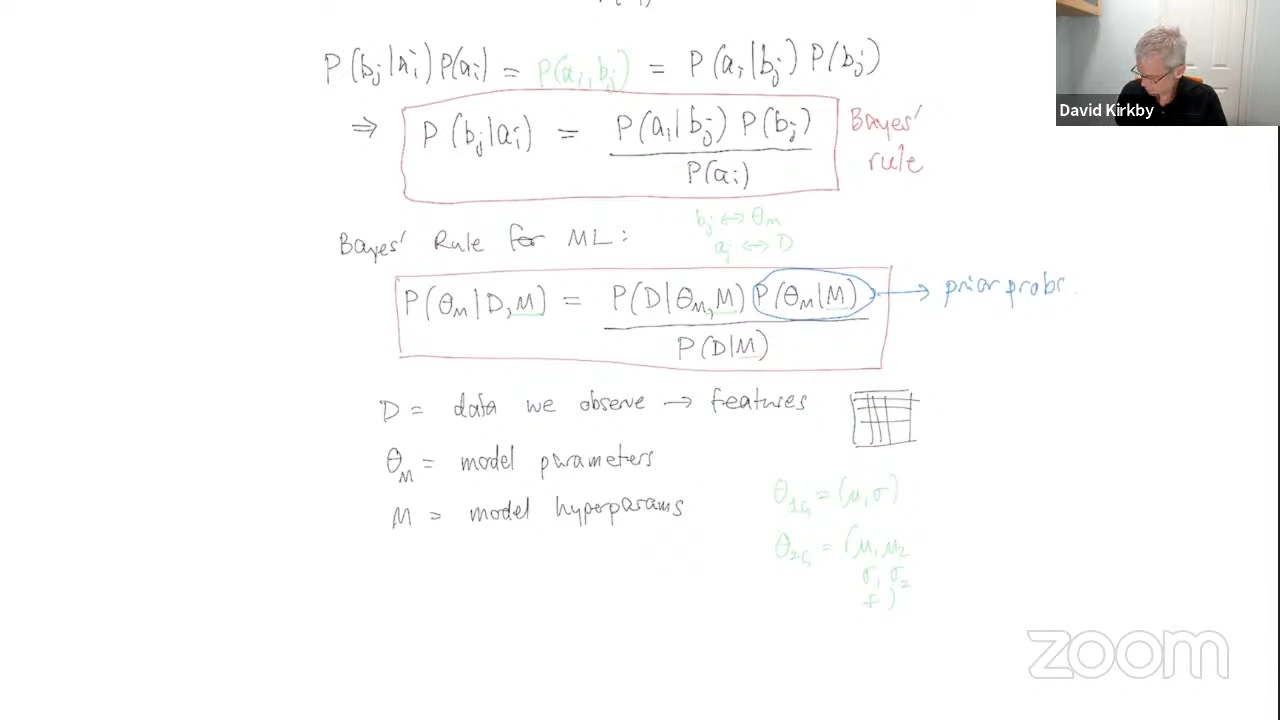 P(bj|ai) P(ai) = P(ai, bj) = P(ai|bj) P(bj)
⇒ P(bj|ai) = P(ai|bj) P(bj) / P(ai)
Bayes' rule
Bayes' Rule for ML:
bj ↔ θM
aj ↔ D
P(θM|D,M) = P(D|θM,M) P(θM|M) / P(D|M)
→ prior probs.
D = data we observe → features
θM = model parameters
M = model hyperparams
θ1G = (μ, σ)
θ2G = (μ1 μ2
σ1 σ2
f)
David Kirkby
zoom